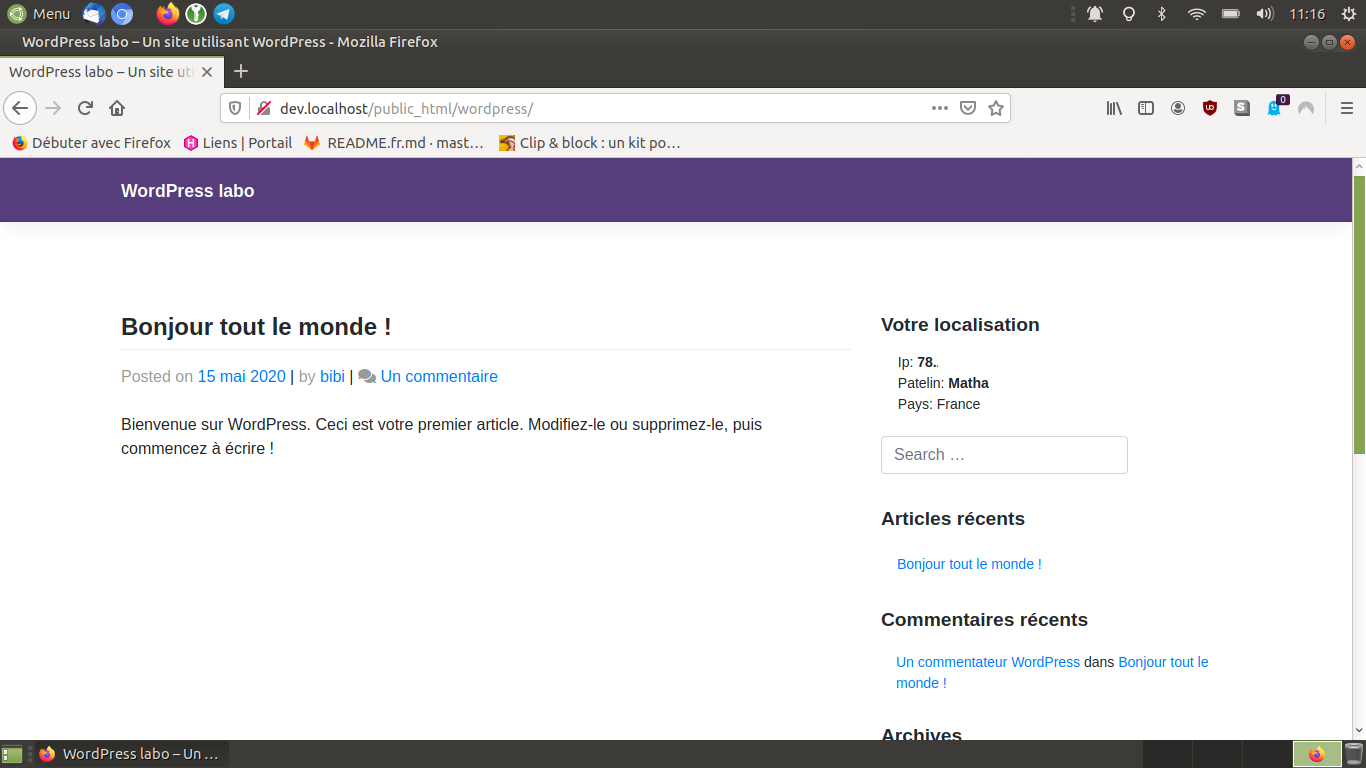 Menu
11:16
WordPress labo – Un site utilisant WordPress - Mozilla Firefox
WordPress labo – Un site uti
dev.localhost/public_html/wordpress/
0
Débuter avec Firefox
Liens | Portail
README.fr.md · mast…
Clip & block : un kit po…
WordPress labo
Bonjour tout le monde !
Posted on 15 mai 2020 | by bibi | Un commentaire
Bienvenue sur WordPress. Ceci est votre premier article. Modifiez-le ou supprimez-le, puis
commencez à écrire !
Votre localisation
Ip: 78..
Patelin: Matha
Pays: France
Search …
Articles récents
Bonjour tout le monde !
Commentaires récents
Un commentateur WordPress dans Bonjour tout le
monde !
Archives
WordPress labo – Un …